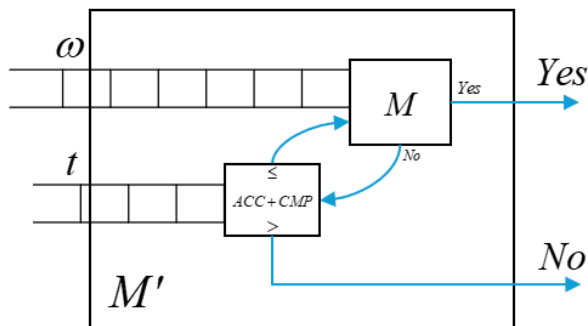 ω
Yes
M
Yes
No
t
≤
ACC+CMP
>
No
M'